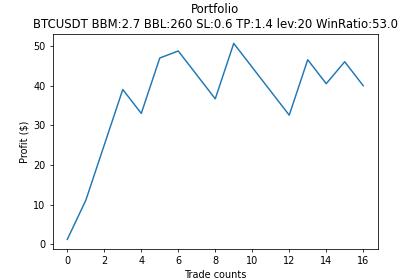 Portfolio
BTCUSDT BBM:2.7 BBL:260 SL:0.6 TP:1.4 lev:20 WinRatio:53.0
50
40
30
20
10
0
Profit ($)
0 2 4 6 8 10 12 14 16
Trade counts